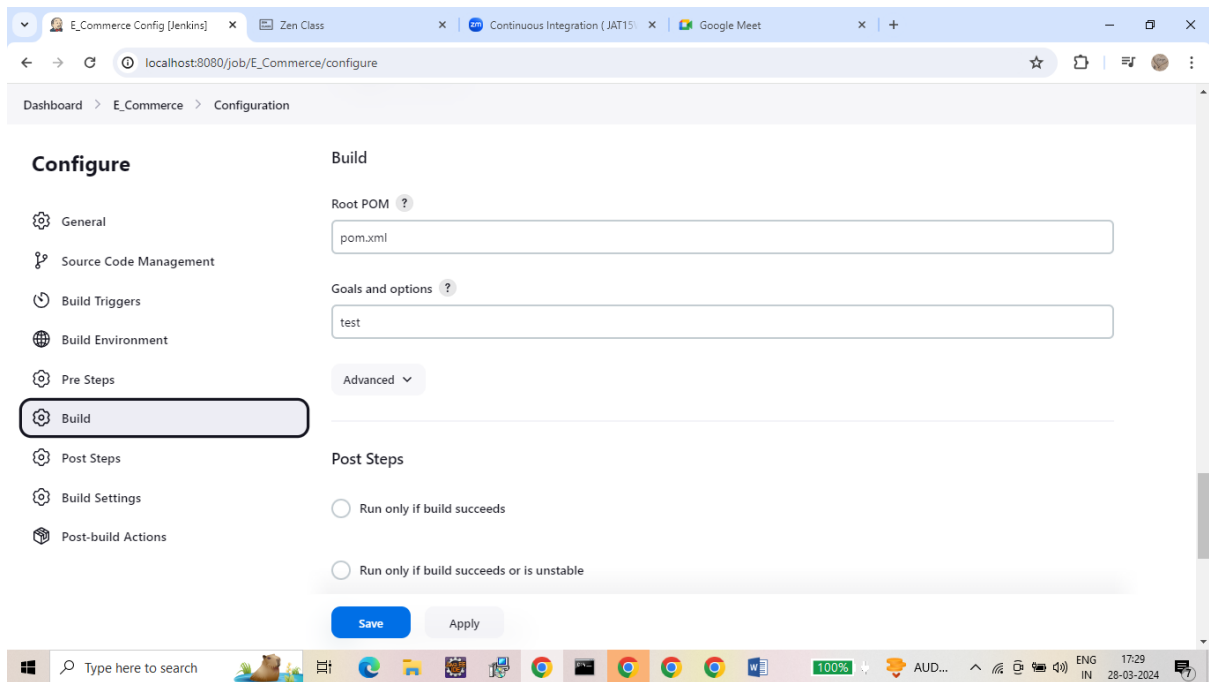 E_Commerce Config [Jenkins]
Zen Class
zm
Continuous Integration ( JAT15\
Google Meet
localhost:8080/job/E_Commerce/configure
Dashboard > E_Commerce > Configuration
Configure
General
Source Code Management
Build Triggers
Build Environment
Pre Steps
Build
Post Steps
Build Settings
Post-build Actions
Build
Root POM ?
pom.xml
Goals and options ?
test
Advanced
Post Steps
Run only if build succeeds
Run only if build succeeds or is unstable
Save Apply
Type here to search
100%
AUD...
ENG
IN
17:29
28-03-2024
7